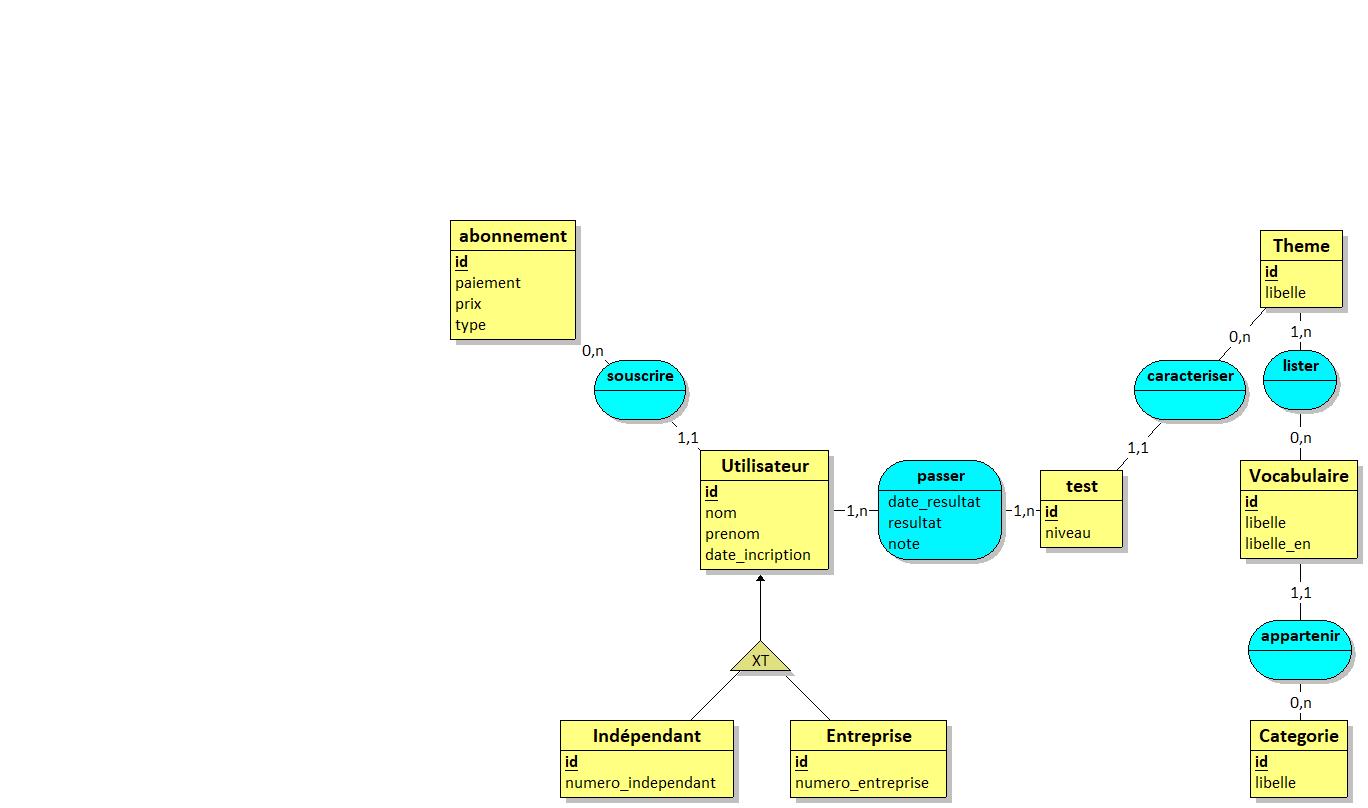 abonnement
id
paiement
prix
type
0,n
souscrire
1,1
Utilisateur
id
nom
prenom
date_incription
1,n
passer
date_resultat
resultat
note
1,n
test
id
niveau
1,1
caracteriser
0,n
Theme
id
libelle
1,n
lister
0,n
Vocabulaire
id
libelle
libelle_en
1,1
appartenir
0,n
Categorie
id
libelle
XT
Indépendant
id
numero_independant
Entreprise
id
numero_entreprise